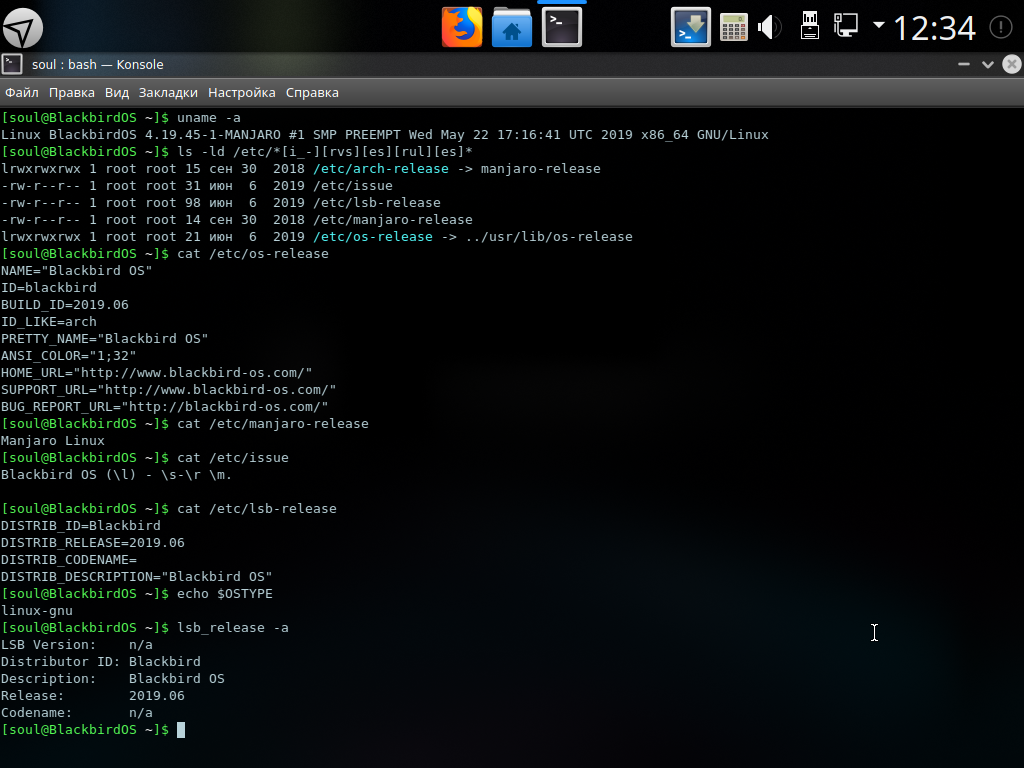 12:34
soul : bash — Konsole
Файл Правка Вид Закладки Настройка Справка
[soul@BlackbirdOS ~]$ uname -a
Linux BlackbirdOS 4.19.45-1-MANJARO #1 SMP PREEMPT Wed May 22 17:16:41 UTC 2019 x86_64 GNU/Linux
[soul@BlackbirdOS ~]$ ls -ld /etc/*[i_-][rvs][es][rul][es]*
lrwxrwxrwx 1 root root 15 сен 30  2018 /etc/arch-release -> manjaro-release
-rw-r--r-- 1 root root 31 июн  6  2019 /etc/issue
-rw-r--r-- 1 root root 98 июн  6  2019 /etc/lsb-release
-rw-r--r-- 1 root root 14 сен 30  2018 /etc/manjaro-release
lrwxrwxrwx 1 root root 21 июн  6  2019 /etc/os-release -> ../usr/lib/os-release
[soul@BlackbirdOS ~]$ cat /etc/os-release
NAME="Blackbird OS"
ID=blackbird
BUILD_ID=2019.06
ID_LIKE=arch
PRETTY_NAME="Blackbird OS"
ANSI_COLOR="1;32"
HOME_URL="http://www.blackbird-os.com/"
SUPPORT_URL="http://www.blackbird-os.com/"
BUG_REPORT_URL="http://blackbird-os.com/"
[soul@BlackbirdOS ~]$ cat /etc/manjaro-release
Manjaro Linux
[soul@BlackbirdOS ~]$ cat /etc/issue
Blackbird OS (\l) - \s-\r \m.
[soul@BlackbirdOS ~]$ cat /etc/lsb-release
DISTRIB_ID=Blackbird
DISTRIB_RELEASE=2019.06
DISTRIB_CODENAME=
DISTRIB_DESCRIPTION="Blackbird OS"
[soul@BlackbirdOS ~]$ echo $OSTYPE
linux-gnu
[soul@BlackbirdOS ~]$ lsb_release -a
LSB Version:    n/a
Distributor ID: Blackbird
Description:    Blackbird OS
Release:        2019.06
Codename:       n/a
[soul@BlackbirdOS ~]$